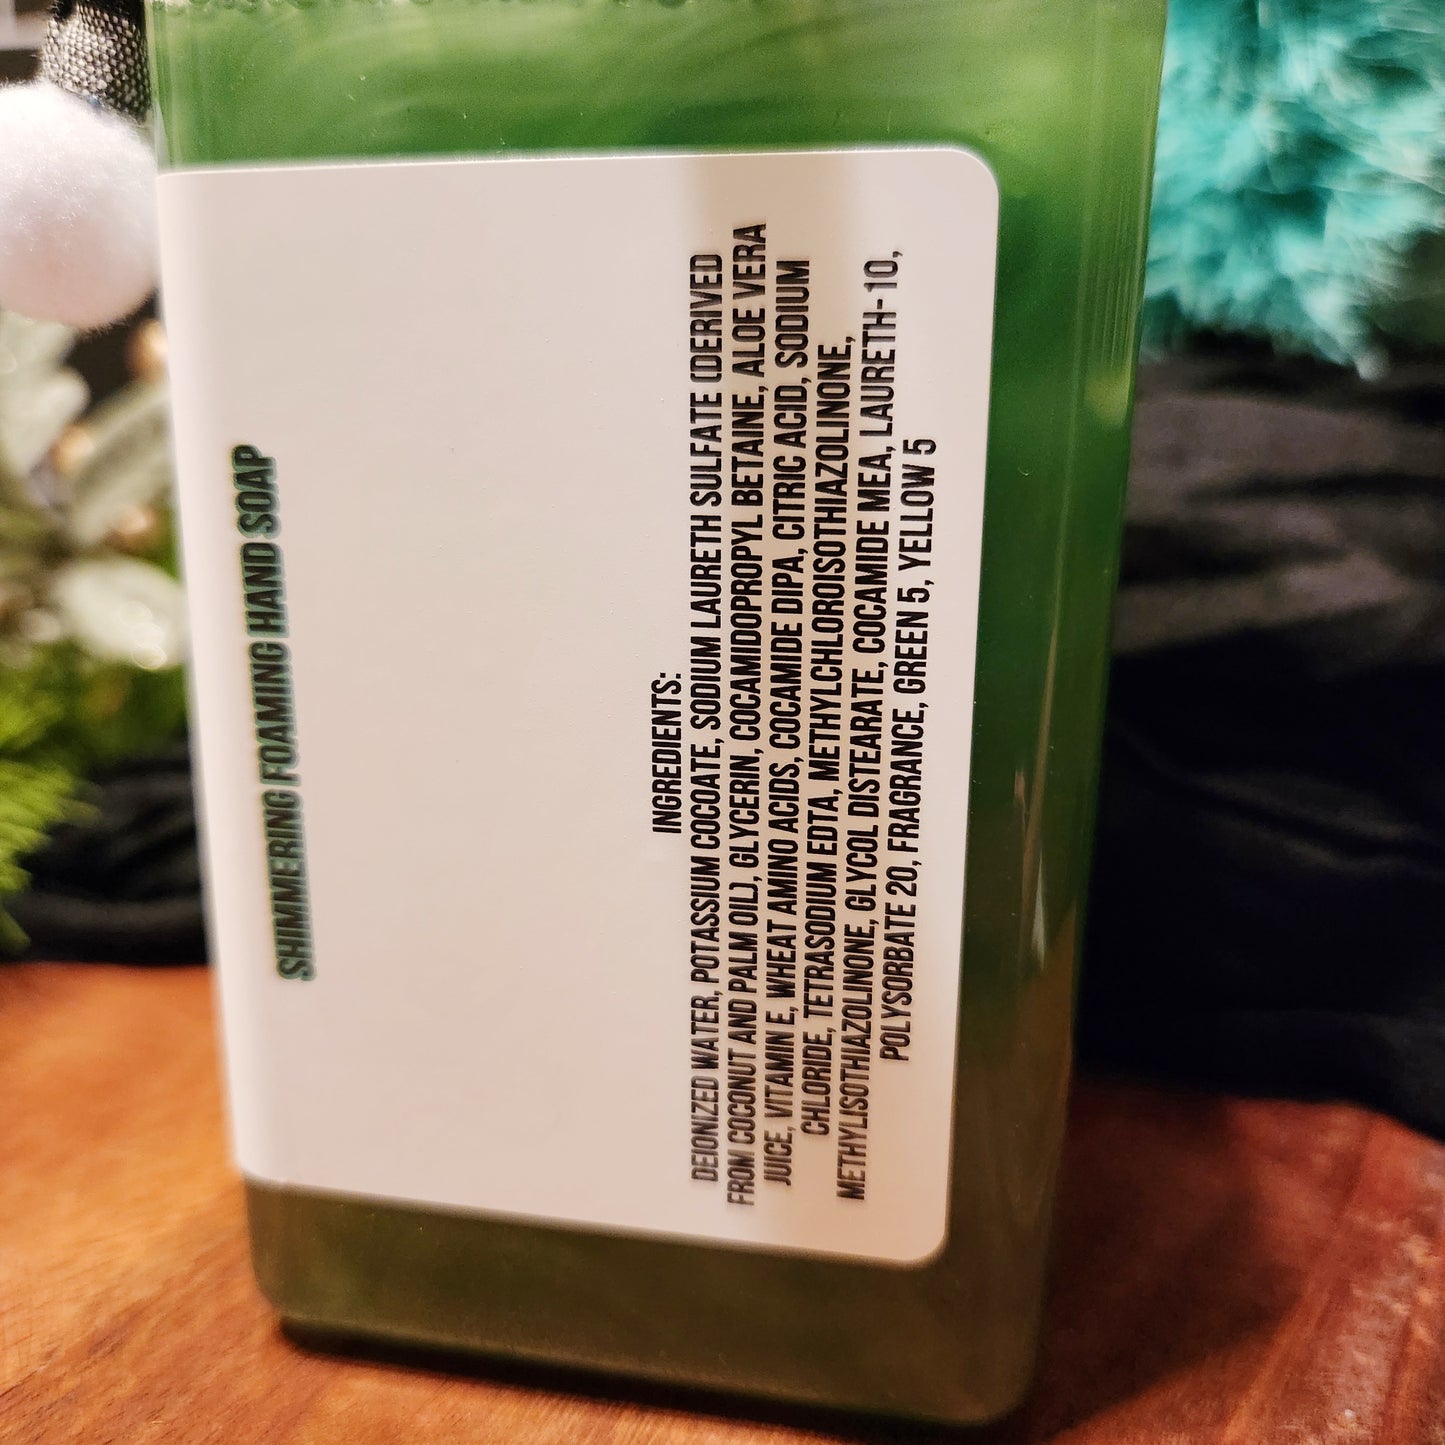 SHIMMERING FOAMING HAND SOAP
INGREDIENTS:
DEIONIZED WATER, POTASSIUM COCOATE, SODIUM LAURETH SULFATE (DERIVED
FROM COCONUT AND PALM OIL), GLYCERIN, COCAMIDOPROPYL BETAINE, ALOE VERA
JUICE, VITAMIN E, WHEAT AMINO ACIDS, COCAMIDE DIPA, CITRIC ACID, SODIUM
CHLORIDE, TETRASODIUM EDTA, METHYLCHLOROISOTHIAZOLINONE,
METHYLISOTHIAZOLINONE, GLYCOL DISTEARATE, COCAMIDE MEA, LAURETH-10,
POLYSORBATE 20, FRAGRANCE, GREEN 5, YELLOW 5